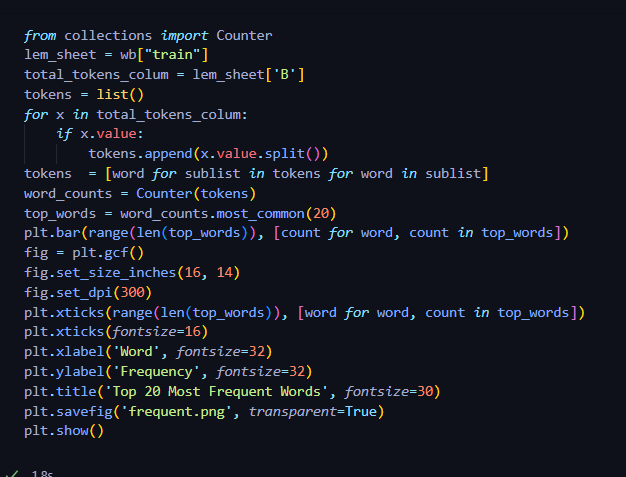 from collections import Counter
lem_sheet = wb["train"]
total_tokens_colum = lem_sheet['B']
tokens = list()
for x in total_tokens_colum:
    if x.value:
        tokens.append(x.value.split())
tokens  = [word for sublist in tokens for word in sublist]
word_counts = Counter(tokens)
top_words = word_counts.most_common(20)
plt.bar(range(len(top_words)), [count for word, count in top_words])
fig = plt.gcf()
fig.set_size_inches(16, 14)
fig.set_dpi(300)
plt.xticks(range(len(top_words)), [word for word, count in top_words])
plt.xticks(fontsize=16)
plt.xlabel('Word', fontsize=32)
plt.ylabel('Frequency', fontsize=32)
plt.title('Top 20 Most Frequent Words', fontsize=30)
plt.savefig('frequent.png', transparent=True)
plt.show()
1.8s